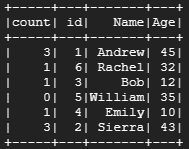 +-----+---+-------+---+
|count| id|   Name|Age|
+-----+---+-------+---+
|    3|  1| Andrew| 45|
|    1|  6| Rachel| 32|
|    1|  3|    Bob| 12|
|    0|  5|William| 35|
|    1|  4|  Emily| 10|
|    3|  2| Sierra| 43|
+-----+---+-------+---+